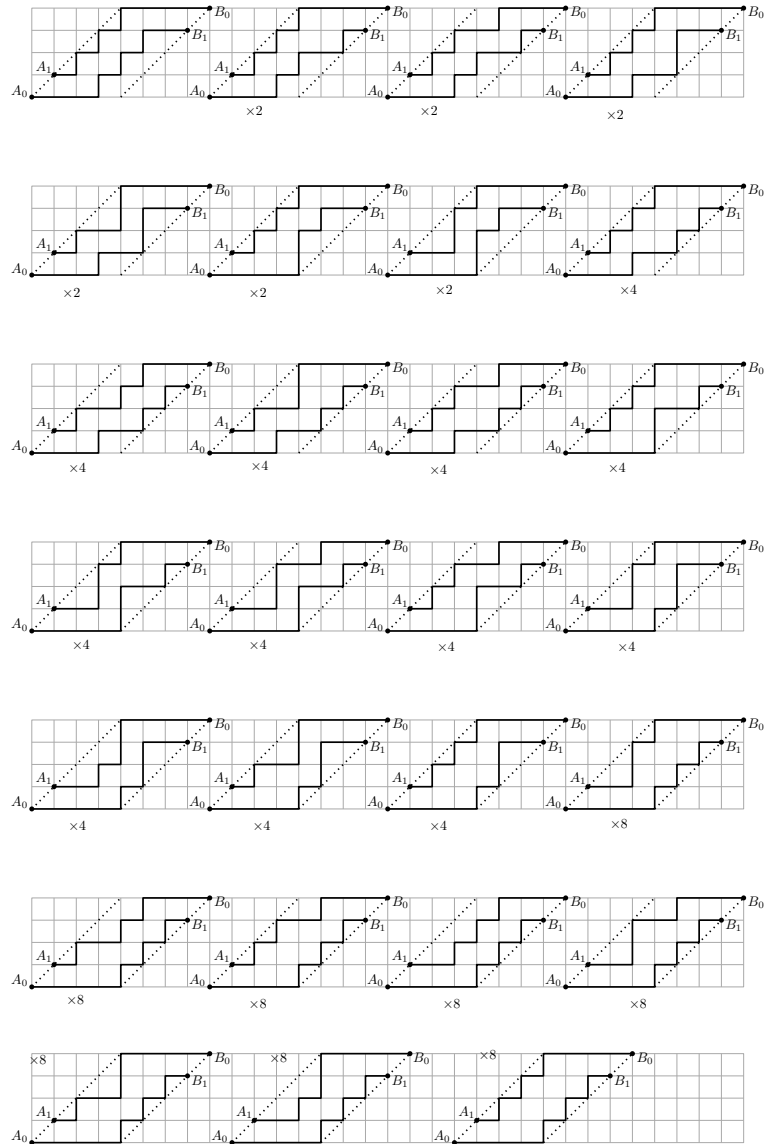 B₀ B₀ B₀ B₀
B₁ B₁ B₁ B₁
A₁ A₁ A₁ A₁
A₀ A₀ A₀ A₀
×2 ×2 ×2
B₀ B₀ B₀ B₀
B₁ B₁ B₁ B₁
A₁ A₁ A₁ A₁
A₀ A₀ A₀ A₀
×2 ×2 ×2 ×4
B₀ B₀ B₀ B₀
B₁ B₁ B₁ B₁
A₁ A₁ A₁ A₁
A₀ A₀ A₀ A₀
×4 ×4 ×4 ×4
B₀ B₀ B₀ B₀
B₁ B₁ B₁ B₁
A₁ A₁ A₁ A₁
A₀ A₀ A₀ A₀
×4 ×4 ×4 ×4
B₀ B₀ B₀ B₀
B₁ B₁ B₁ B₁
A₁ A₁ A₁ A₁
A₀ A₀ A₀ A₀
×4 ×4 ×4 ×8
B₀ B₀ B₀ B₀
B₁ B₁ B₁ B₁
A₁ A₁ A₁ A₁
A₀ A₀ A₀ A₀
×8 ×8 ×8 ×8
×8 B₀ ×8 B₀ ×8 B₀
B₁ B₁ B₁
A₁ A₁ A₁
A₀ A₀ A₀